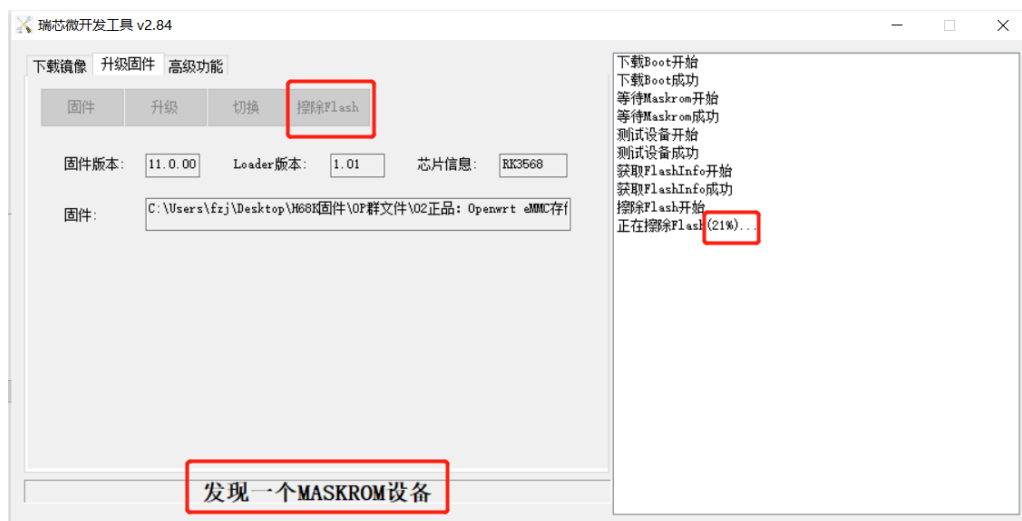 瑞芯微开发工具 v2.84
下载镜像 升级固件 高级功能
固件 升级 切换 擦除Flash
固件版本: 11.0.00 Loader版本: 1.01 芯片信息: RK3568
固件: C:\Users\fzj\Desktop\H68K固件\OP群文件\02正品: Openwrt eMMC存
发现一个MASKROM设备
下载Boot开始
下载Boot成功
等待Maskrom开始
等待Maskrom成功
测试设备开始
测试设备成功
获取FlashInfo开始
获取FlashInfo成功
擦除Flash开始
正在擦除Flash(21%)...